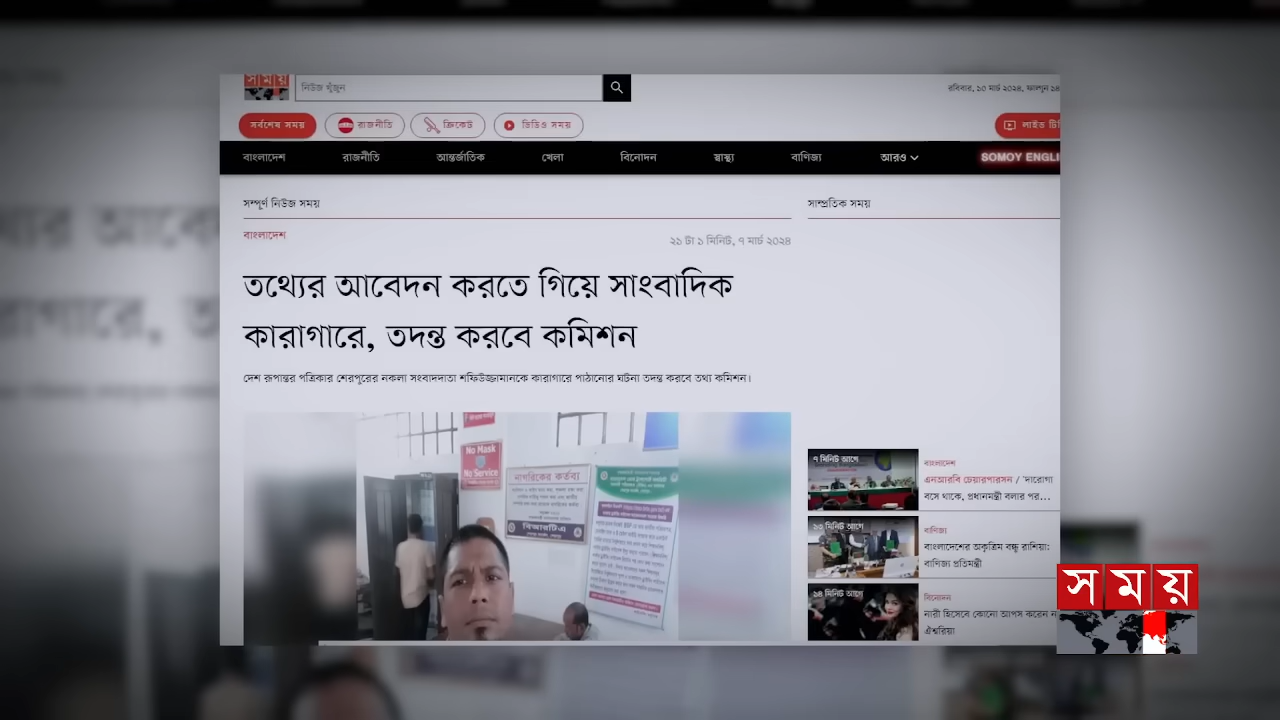 সময়
নিউজ খুঁজুন
রবিবার, ১০ মার্চ ২০২৪, ফাল্গুন
সর্বশেষ সময়
রাজনীতি
ক্রিকেট
ভিডিও সময়
লাইভ টি
বাংলাদেশ
রাজনীতি
আন্তর্জাতিক
খেলা
বিনোদন
স্বাস্থ্য
বাণিজ্য
আরও
SOMOY ENGLI
সম্পূর্ণ নিউজ সময়
সাম্প্রতিক সময়
বাংলাদেশ
২১ টা ১ মিনিট, ৭ মার্চ ২০২৪
তথ্যের আবেদন করতে গিয়ে সাংবাদিক
কারাগারে, তদন্ত করবে কমিশন
দেশ রূপান্তর পত্রিকার শেরপুরের নকলা সংবাদদাতা শফিউজ্জামানকে কারাগারে পাঠানোর ঘটনা তদন্ত করবে তথ্য কমিশন।
No Mask
No Service
নাগরিকের কর্তব্য
বিআরটিএ
৭ মিনিট আগে
বাংলাদেশ
এনআরবি চেয়ারপারসন / 'দারোগা
বসে থাকে, প্রধানমন্ত্রী বলার পর...
১৩ মিনিট আগে
বাণিজ্য
বাংলাদেশের অকৃত্রিম বন্ধু রাশিয়া:
বাণিজ্য প্রতিমন্ত্রী
১৪ মিনিট আগে
বিনোদন
নারী হিসেবে কোনো আপস করেন ন
ঐশ্বরিয়া
সময়